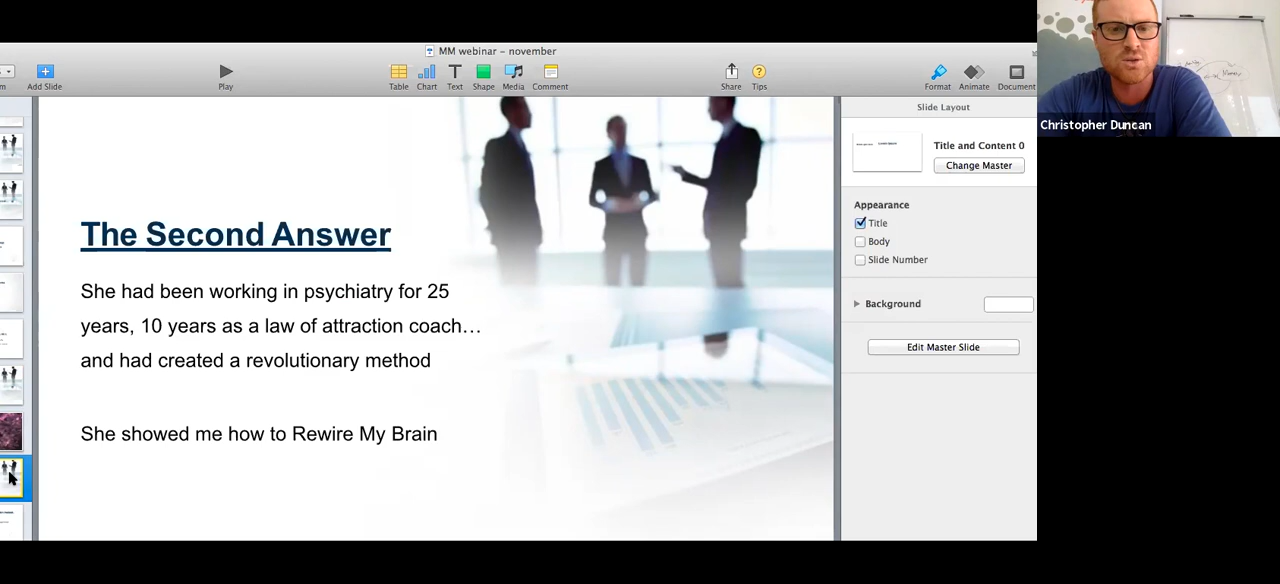 MM webinar – november
Add Slide
Play
Table
Chart
Text
Shape
Media
Comment
Share
Tips
Format
Animate
Document
Slide Layout
Title and Content 0
Change Master
Appearance
Title
Body
Slide Number
Background
Edit Master Slide
The Second Answer
She had been working in psychiatry for 25
years, 10 years as a law of attraction coach…
and had created a revolutionary method
She showed me how to Rewire My Brain
Christopher Duncan